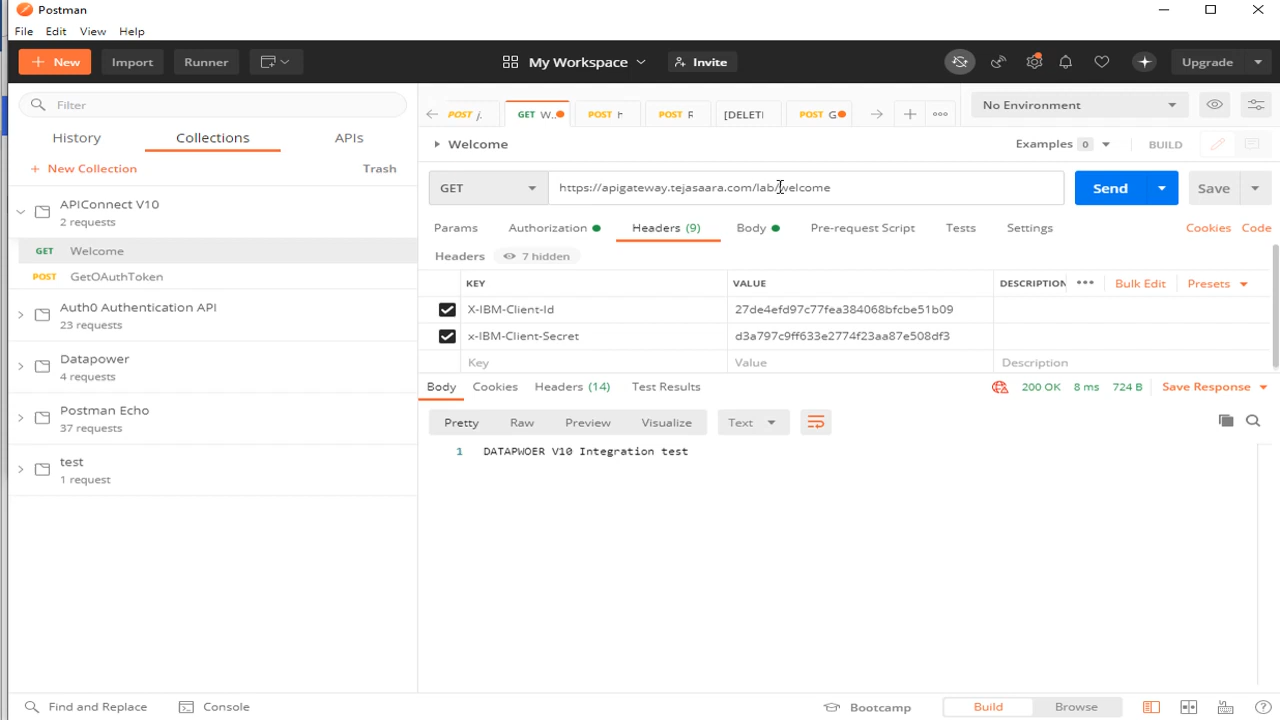 Postman
File Edit View Help
+ New Import Runner My Workspace Invite Upgrade
Filter
History Collections APIs
+ New Collection Trash
APIConnect V10
2 requests
GET Welcome
POST GetOAuthToken
Auth0 Authentication API
23 requests
Datapower
4 requests
Postman Echo
37 requests
test
1 request
POST j. GET W.. POST r POST F [DELETI POST G + ••• No Environment
Welcome Examples 0 BUILD
GET https://apigateway.tejasaara.com/lab/welcome Send Save
Params Authorization Headers (9) Body Pre-request Script Tests Settings Cookies Code
Headers 7 hidden
KEY VALUE DESCRIPTION ••• Bulk Edit Presets
X-IBM-Client-Id 27de4efd97c77fea384068bfcbe51b09
x-IBM-Client-Secret d3a797c9ff633e2774f23aa87e508df3
Key Value Description
Body Cookies Headers (14) Test Results 200 OK 8 ms 724 B Save Response
Pretty Raw Preview Visualize Text
1 DATAPWOER V10 Integration test
Find and Replace Console Bootcamp Build Browse